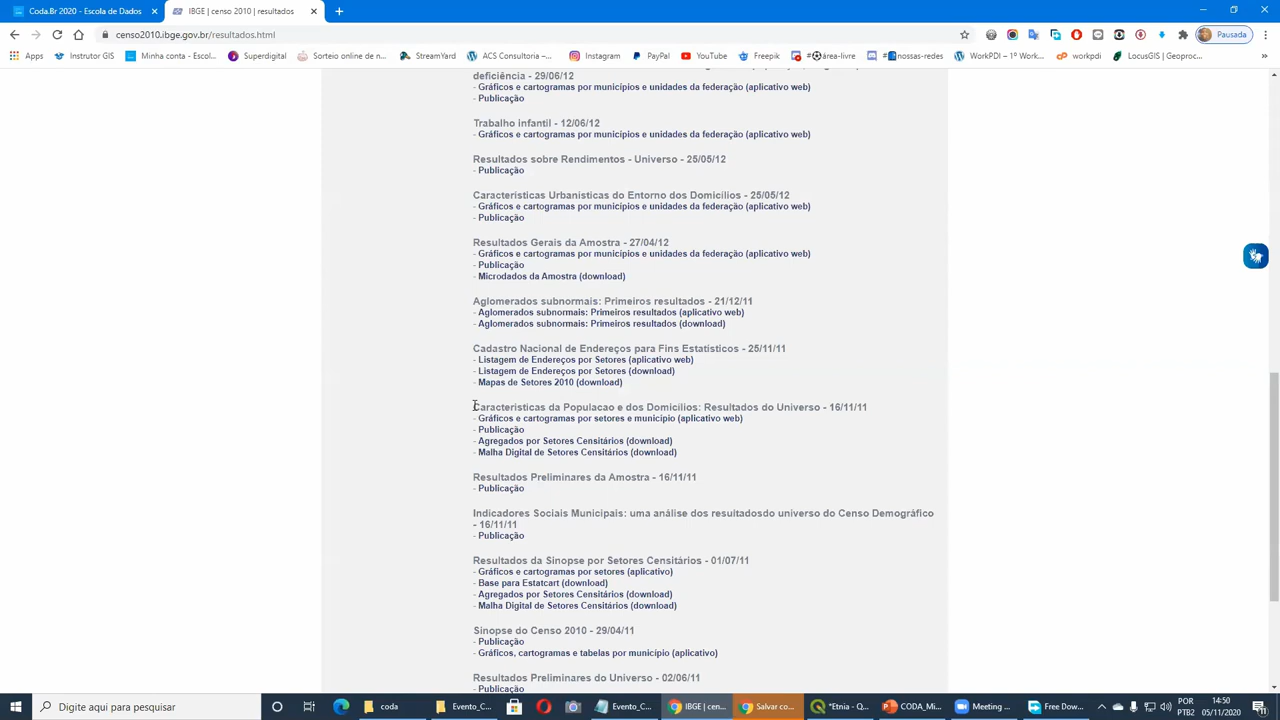 Coda.Br 2020 - Escola de Dados
IBGE | censo 2010 | resultados
censo2010.ibge.gov.br/resultados.html
Pausada
Apps
Instrutor GIS
Minha conta - Escol...
Superdigital
Sorteio online de n...
StreamYard
ACS Consultoria –...
Instagram
PayPal
YouTube
Freepik
#⚽área-livre
#nossas-redes
WorkPDI – 1º Work...
workpdi
LocusGIS | Geoproc...
deficiência - 29/06/12
- Gráficos e cartogramas por municípios e unidades da federação (aplicativo web)
- Publicação
Trabalho infantil - 12/06/12
- Gráficos e cartogramas por municípios e unidades da federação (aplicativo web)
Resultados sobre Rendimentos - Universo - 25/05/12
- Publicação
Características Urbanísticas do Entorno dos Domicílios - 25/05/12
- Gráficos e cartogramas por municípios e unidades da federação (aplicativo web)
- Publicação
Resultados Gerais da Amostra - 27/04/12
- Gráficos e cartogramas por municípios e unidades da federação (aplicativo web)
- Publicação
- Microdados da Amostra (download)
Aglomerados subnormais: Primeiros resultados - 21/12/11
- Aglomerados subnormais: Primeiros resultados (aplicativo web)
- Aglomerados subnormais: Primeiros resultados (download)
Cadastro Nacional de Endereços para Fins Estatísticos - 25/11/11
- Listagem de Endereços por Setores (aplicativo web)
- Listagem de Endereços por Setores (download)
- Mapas de Setores 2010 (download)
Características da Populacao e dos Domicílios: Resultados do Universo - 16/11/11
- Gráficos e cartogramas por setores e município (aplicativo web)
- Publicação
- Agregados por Setores Censitários (download)
- Malha Digital de Setores Censitários (download)
Resultados Preliminares da Amostra - 16/11/11
- Publicação
Indicadores Sociais Municipais: uma análise dos resultadosdo universo do Censo Demográfico
- 16/11/11
- Publicação
Resultados da Sinopse por Setores Censitários - 01/07/11
- Gráficos e cartogramas por setores (aplicativo)
- Base para Estatcart (download)
- Agregados por Setores Censitários (download)
- Malha Digital de Setores Censitários (download)
Sinopse do Censo 2010 - 29/04/11
- Publicação
- Gráficos, cartogramas e tabelas por município (aplicativo)
Resultados Preliminares do Universo - 02/06/11
- Publicação
Digite aqui para pesquisar
coda
Evento_C...
Evento_C...
IBGE | cen...
Salvar co...
*Etnia - Q...
CODA_Mi...
Meeting ...
Free Dow...
POR
PTB2
14:50
05/11/2020